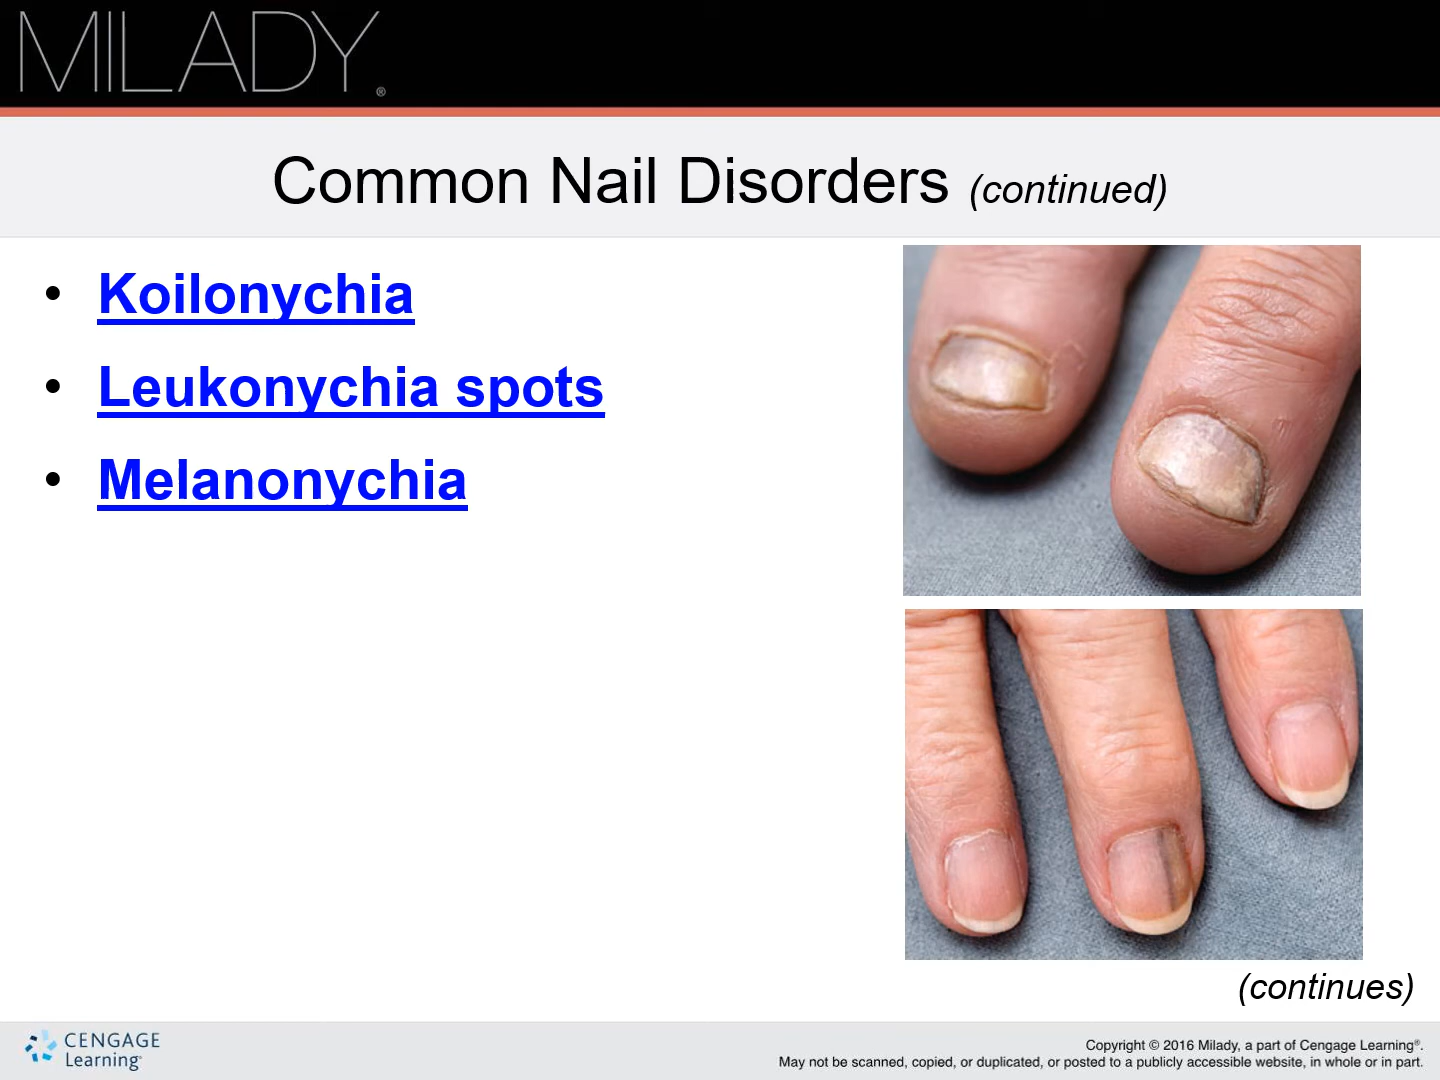 MILADY®
Common Nail Disorders (continued)
• Koilonychia
• Leukonychia spots
• Melanonychia
(continues)
CENGAGE
Learning®
Copyright © 2016 Milady, a part of Cengage Learning®.
May not be scanned, copied, or duplicated, or posted to a publicly accessible website, in whole or in part.